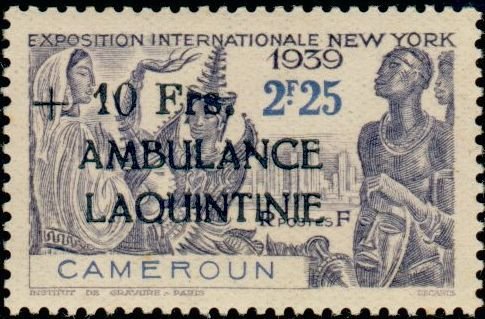 EXPOSITION INTERNATIONALE NEW YORK
1939
+ 10 Frs.
2F25
AMBULANCE
LAQUINTINIE
R POSTES F
CAMEROUN
INSTITUT DE GRAVURE - PARIS
DECARIS